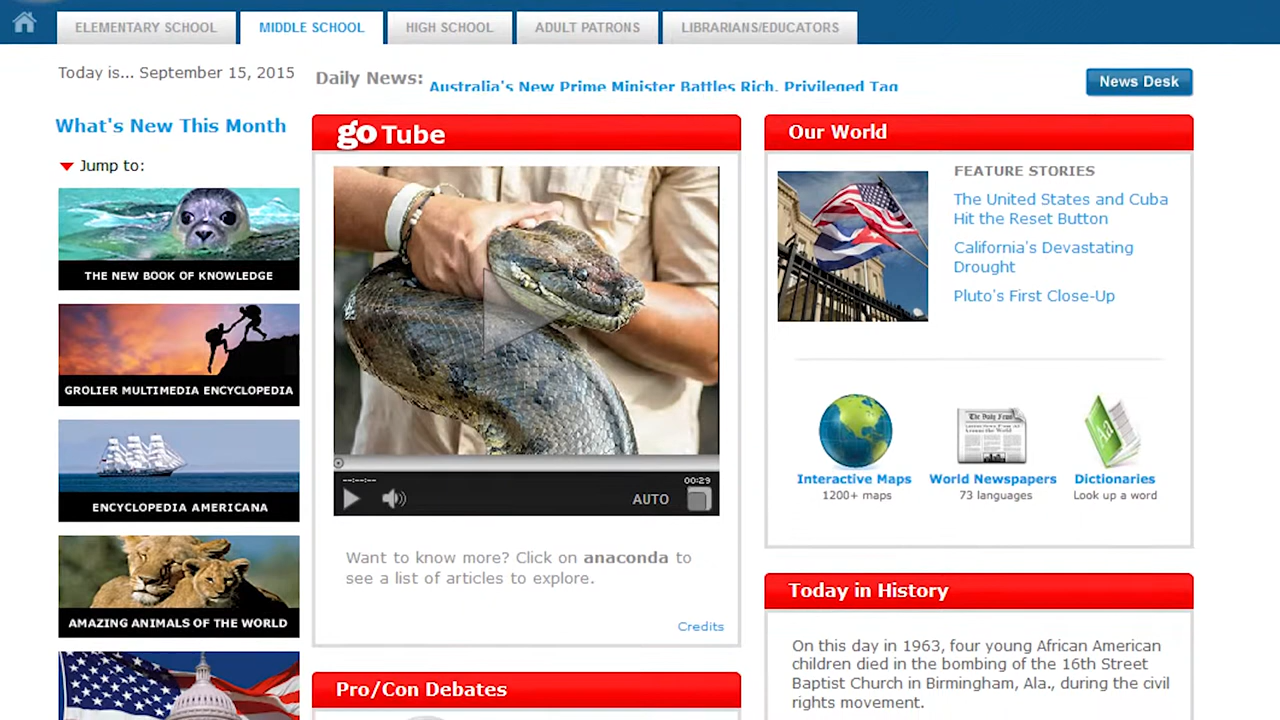 ELEMENTARY SCHOOL
MIDDLE SCHOOL
HIGH SCHOOL
ADULT PATRONS
LIBRARIANS/EDUCATORS
Today is... September 15, 2015
Daily News:
Australia's New Prime Minister Battles Rich, Privileged Tag
News Desk
What's New This Month
Jump to:
THE NEW BOOK OF KNOWLEDGE
GROLIER MULTIMEDIA ENCYCLOPEDIA
ENCYCLOPEDIA AMERICANA
AMAZING ANIMALS OF THE WORLD
go Tube
--:--:--
00:29
AUTO
Want to know more? Click on anaconda to
see a list of articles to explore.
Credits
Pro/Con Debates
Our World
FEATURE STORIES
The United States and Cuba
Hit the Reset Button
California's Devastating
Drought
Pluto's First Close-Up
The Daily News
Aa
Interactive Maps
1200+ maps
World Newspapers
73 languages
Dictionaries
Look up a word
Today in History
On this day in 1963, four young African American
children died in the bombing of the 16th Street
Baptist Church in Birmingham, Ala., during the civil
rights movement.